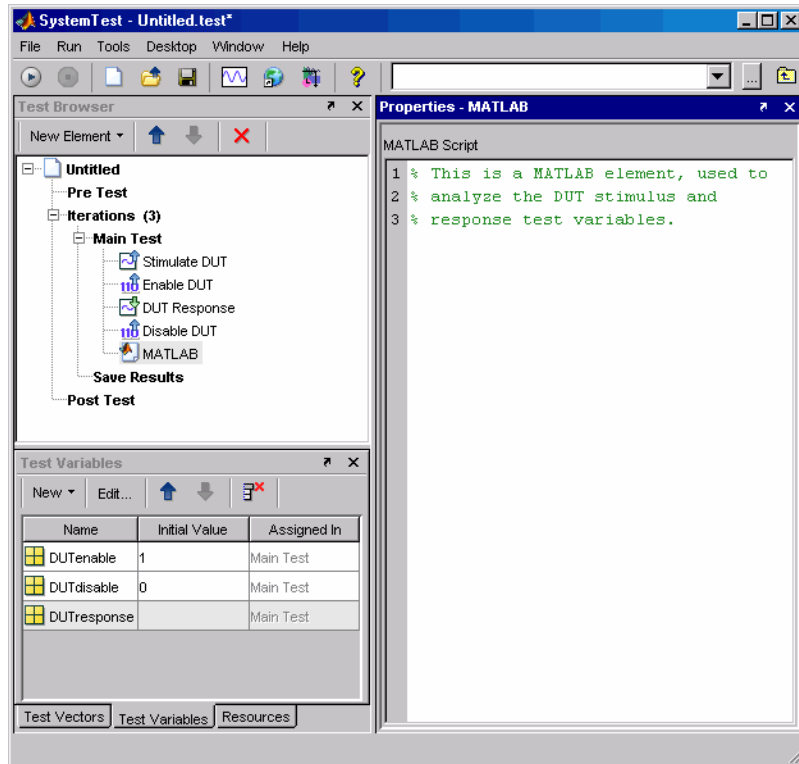 SystemTest - Untitled.test*
File Run Tools Desktop Window Help
...
Test Browser
New Element
Untitled
Pre Test
Iterations (3)
Main Test
Stimulate DUT
Enable DUT
DUT Response
Disable DUT
MATLAB
Save Results
Post Test
Test Variables
New Edit...
Name Initial Value Assigned In
DUTenable 1 Main Test
DUTdisable 0 Main Test
DUTresponse Main Test
Test Vectors Test Variables Resources
Properties - MATLAB
MATLAB Script
1 % This is a MATLAB element, used to
2 % analyze the DUT stimulus and
3 % response test variables.